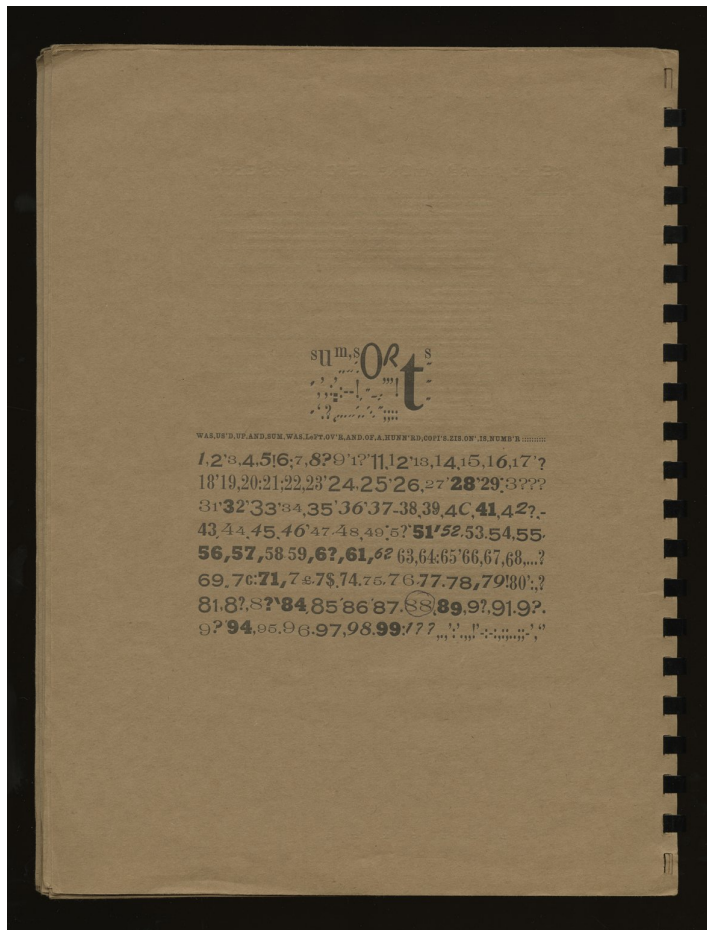 sum,sORts
WAS,US'D,UP,AND,SUM,WAS,LeFT,OV'R,AND,OF,A,HUNN'RD;COPI'S,ZIS,ON',IS,NUMB'R::::::::::
1,2'3,4,5!6;7,8?9'1?'11,12'13,14,15,16,17'?
18'19,20:21;22,23'24,25'26,27'28'29:3???
31'32'33'34,35'36'37-38,39,4C,41,42?,-
43,44,45,46'47,48,49'5?'51'52,53,54,55,
56,57,58 59,6?,61,62 63,64:65'66,67,68,...?
69,7c:71,7£,7$,74,75,76,77,78,79!80';,?
81,8?,8?'84,85'86'87,88,89,9?,91,9?,
9?'94,95,96,97,98,99:!??